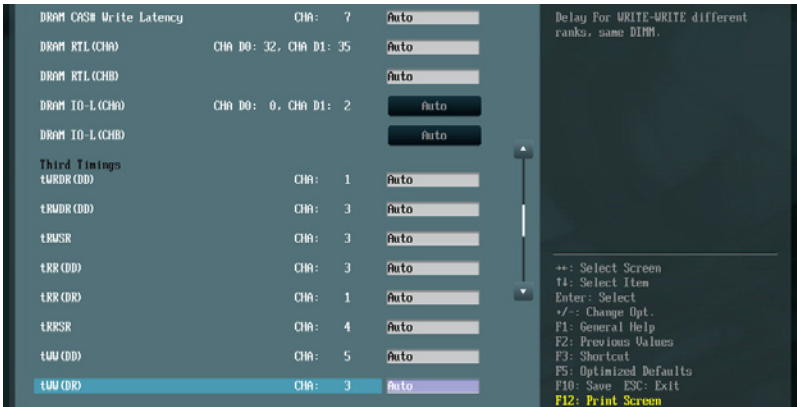 DRAM CAS# Write Latency CHA: 7 Auto
DRAM RTL(CHA) CHA D0: 32, CHA D1: 35 Auto
DRAM RTL(CHB) Auto
DRAM IO-L(CHA) CHA D0: 0, CHA D1: 2 Auto
DRAM IO-L(CHB) Auto
Third Timings
tWRDR(DD) CHA: 1 Auto
tRWDR(DD) CHA: 3 Auto
tRWSR CHA: 3 Auto
tRR(DD) CHA: 3 Auto
tRR(DR) CHA: 1 Auto
tRRSR CHA: 4 Auto
tWW(DD) CHA: 5 Auto
tWW(DR) CHA: 3 Auto
Delay For WRITE-WRITE different
ranks, same DIMM.
→←: Select Screen
↑↓: Select Item
Enter: Select
+/-: Change Opt.
F1: General Help
F2: Previous Values
F3: Shortcut
F5: Optimized Defaults
F10: Save ESC: Exit
F12: Print Screen